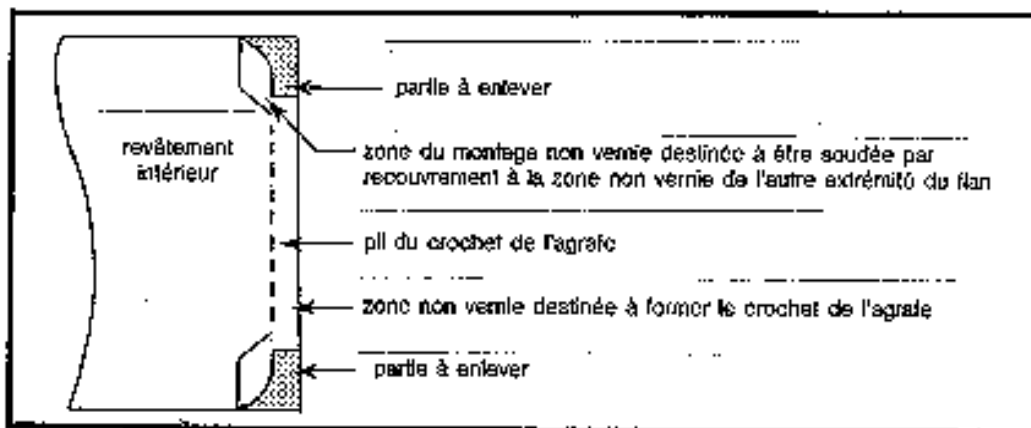 partie à enlever
revêtement
intérieur
zone du montage non vernie destinée à être soudée par
recouvrement à la zone non vernie de l'autre extrémité du flan
pli du crochet de l'agrafe
zone non vernie destinée à former le crochet de l'agrafe
partie à enlever